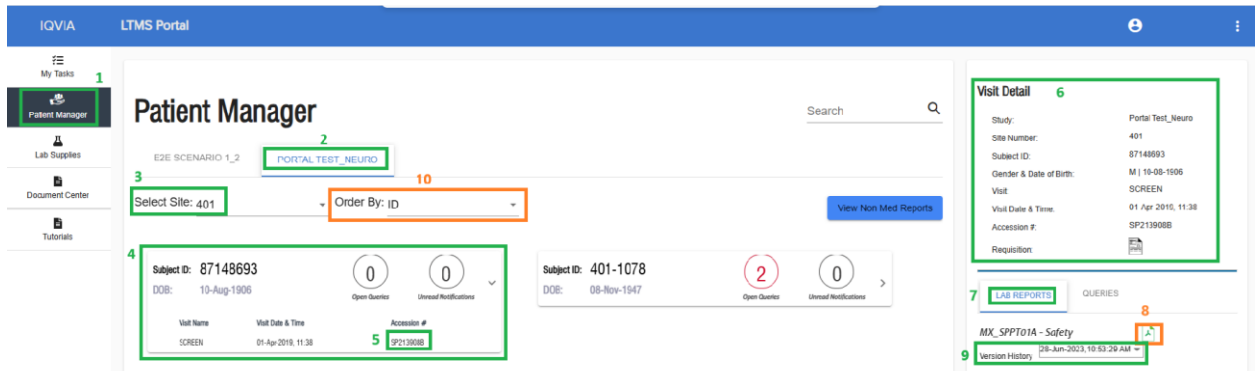 IQVIA
LTMS Portal
My Tasks
1
Patient Manager
Lab Supplies
Document Center
Tutorials
Patient Manager
Search
2
E2E SCENARIO 1_2
PORTAL TEST_NEURO
3
10
Select Site: 401
Order By: ID
View Non Med Reports
4
Subject ID: 87148693
DOB: 10-Aug-1906
0
Open Queries
0
Unread Notifications
Visit Name
Visit Date & Time
Accession #
SCREEN
01-Apr-2019, 11:38
5
SP213908B
Subject ID: 401-1078
DOB: 08-Nov-1947
2
Open Queries
0
Unread Notifications
Visit Detail
6
Study: Portal Test_Neuro
Site Number: 401
Subject ID: 87148693
Gender & Date of Birth: M | 10-08-1906
Visit SCREEN
Visit Date & Time: 01 Apr 2019, 11:38
Accession #: SP213908B
Requisition:
7
LAB REPORTS
QUERIES
8
MX_SPPT01A - Safety
9
Version History
28-Jun-2023,10:53:29 AM